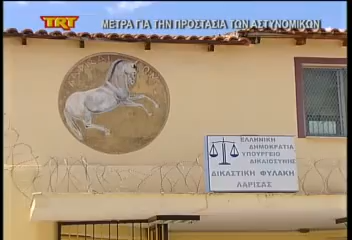 TRT
ΜΕΤΡΑ ΓΙΑ ΤΗΝ ΠΡΟΣΤΑΣΙΑ ΤΩΝ ΑΣΤΥΝΟΜΙΚΩΝ
ΕΛΛΗΝΙΚΗ
ΔΗΜΟΚΡΑΤΙΑ
ΥΠΟΥΡΓΕΙΟ
ΔΙΚΑΙΟΣΥΝΗΣ
ΔΙΚΑΣΤΙΚΗ ΦΥΛΑΚΗ
ΛΑΡΙΣΑΣ